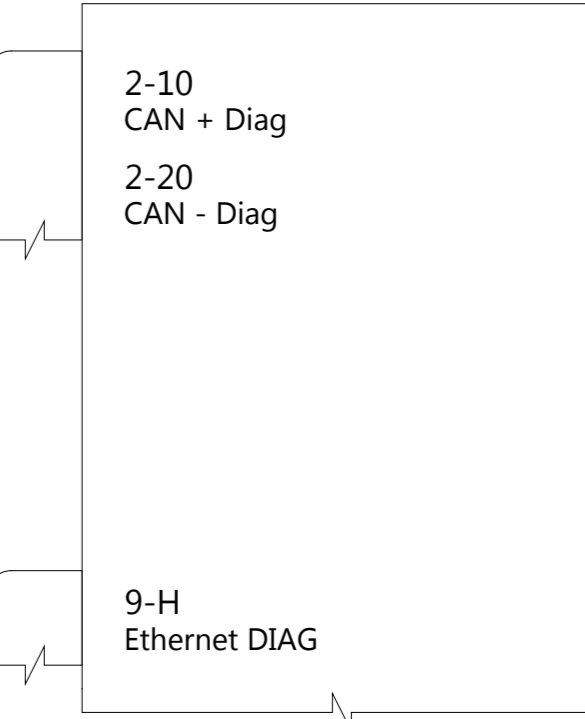 2-10
CAN + Diag
2-20
CAN - Diag
9-H
Ethernet DIAG